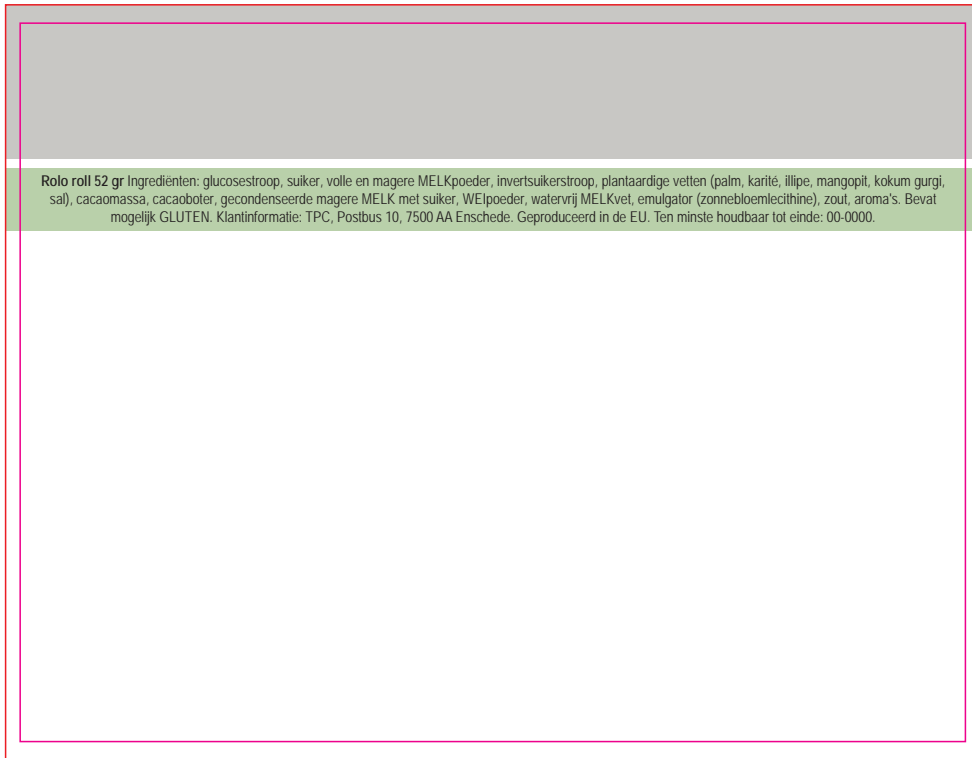 Rolo roll 52 gr Ingrediënten: glucosestroop, suiker, volle en magere MELKpoeder, invertsuikerstroop, plantaardige vetten (palm, karité, illipe, mangopit, kokum gurgi,
sal), cacaomassa, cacaoboter, gecondenseerde magere MELK met suiker, WEIpoeder, watervrij MELKvet, emulgator (zonnebloemlecithine), zout, aroma's. Bevat
mogelijk GLUTEN. Klantinformatie: TPC, Postbus 10, 7500 AA Enschede. Geproduceerd in de EU. Ten minste houdbaar tot einde: 00-0000.